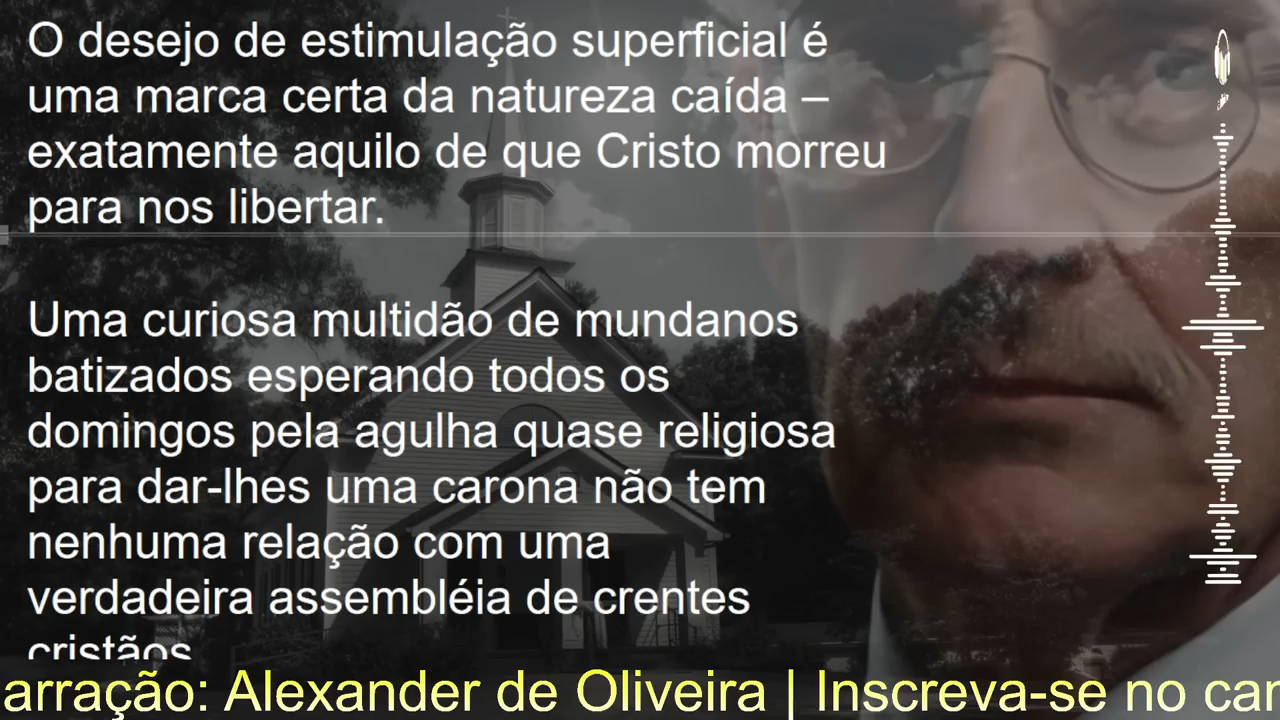 O desejo de estimulação superficial é
uma marca certa da natureza caída –
exatamente aquilo de que Cristo morreu
para nos libertar.
Uma curiosa multidão de mundanos
batizados esperando todos os
domingos pela agulha quase religiosa
para dar-lhes uma carona não tem
nenhuma relação com uma
verdadeira assembléia de crentes
cristãos
arração: Alexander de Oliveira | Inscreva-se no can